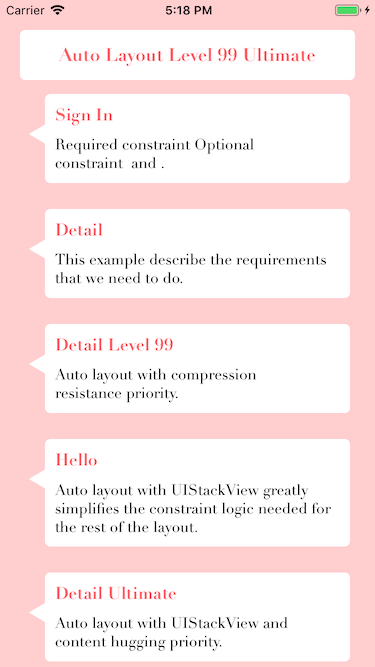 Carrier 5:18 PM
Auto Layout Level 99 Ultimate
Sign In
Required constraint Optional
constraint  and .
Detail
This example describe the requirements
that we need to do.
Detail Level 99
Auto layout with compression
resistance priority.
Hello
Auto layout with UIStackView greatly
simplifies the constraint logic needed for
the rest of the layout.
Detail Ultimate
Auto layout with UIStackView and
content hugging priority.